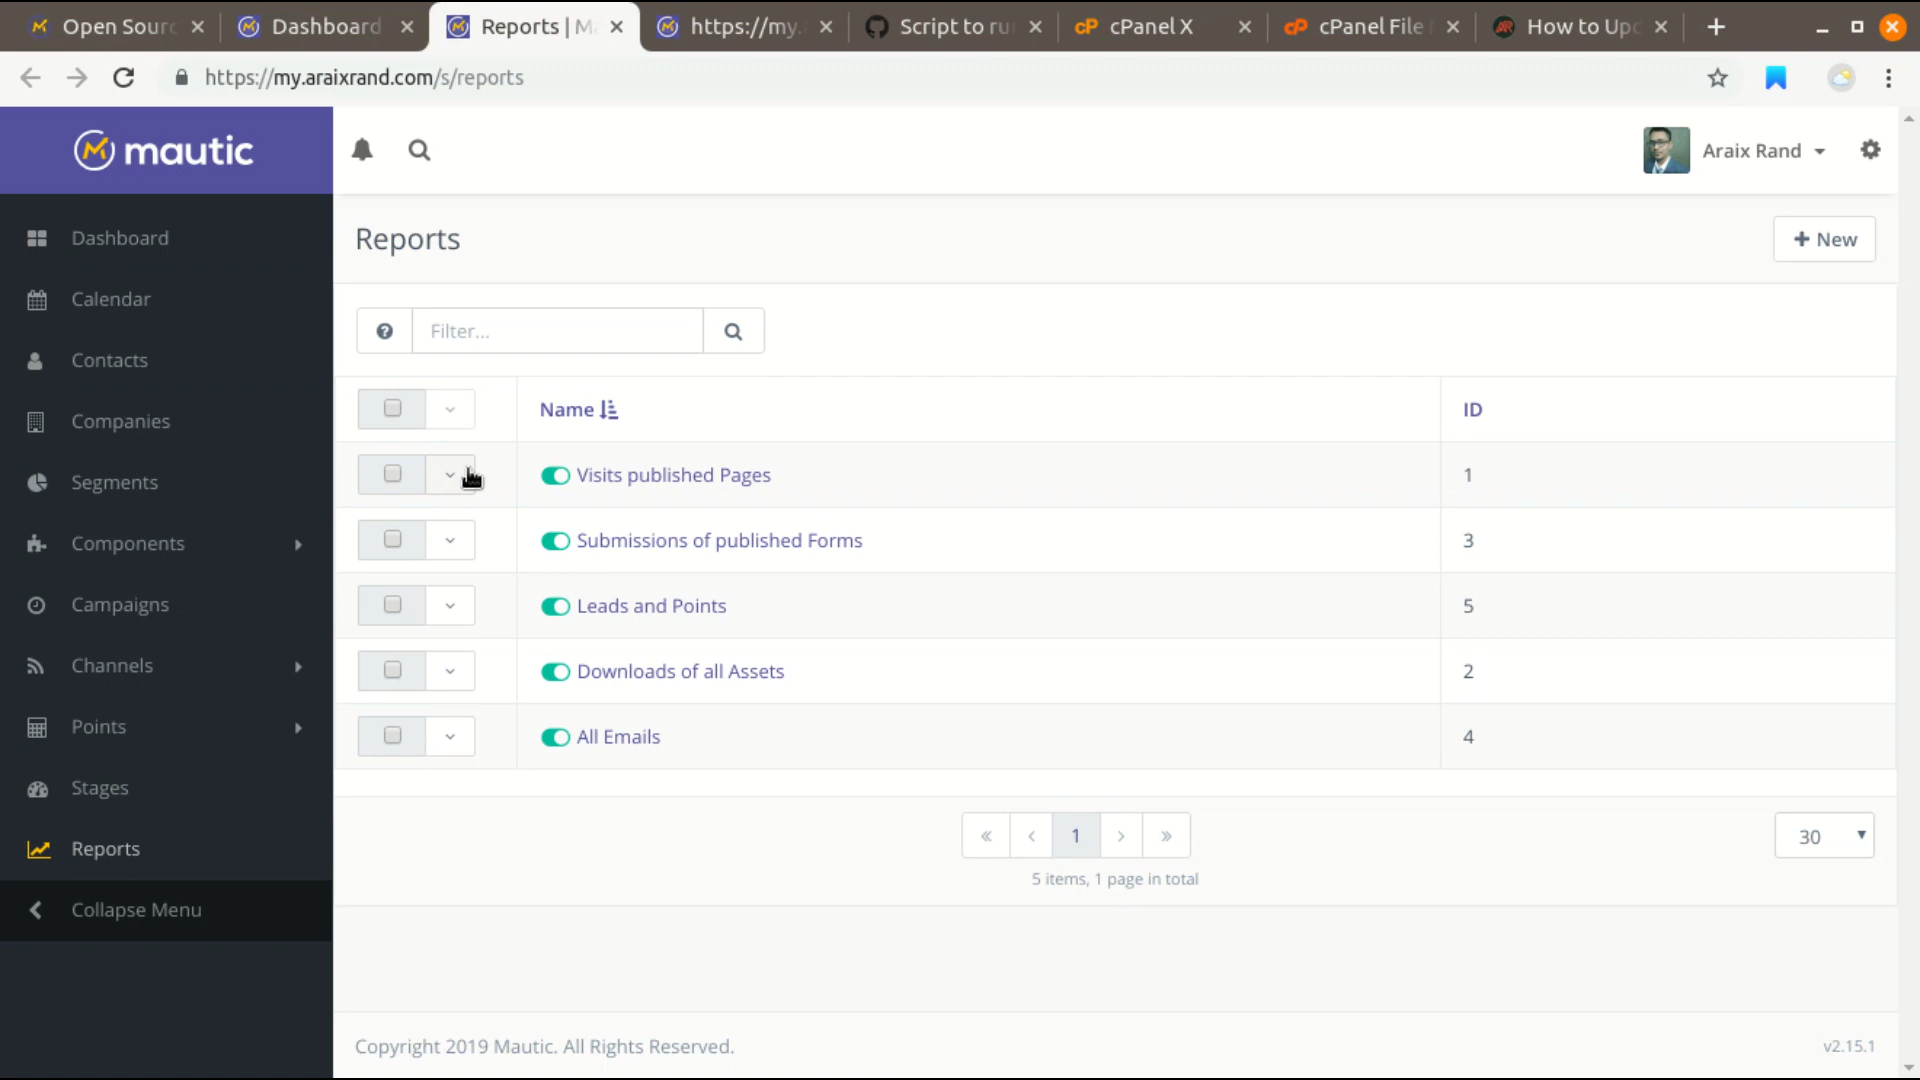 Open Sourc
Dashboard
Reports | M
https://my.
Script to ru
cPanel X
cPanel File
How to Upd
https://my.araixrand.com/s/reports
mautic
Araix Rand
Dashboard
Calendar
Contacts
Companies
Segments
Components
Campaigns
Channels
Points
Stages
Reports
Collapse Menu
Reports
New
Filter...
Name
ID
Visits published Pages
1
Submissions of published Forms
3
Leads and Points
5
Downloads of all Assets
2
All Emails
4
« ‹ 1 › »
30
5 items, 1 page in total
Copyright 2019 Mautic. All Rights Reserved.
v2.15.1